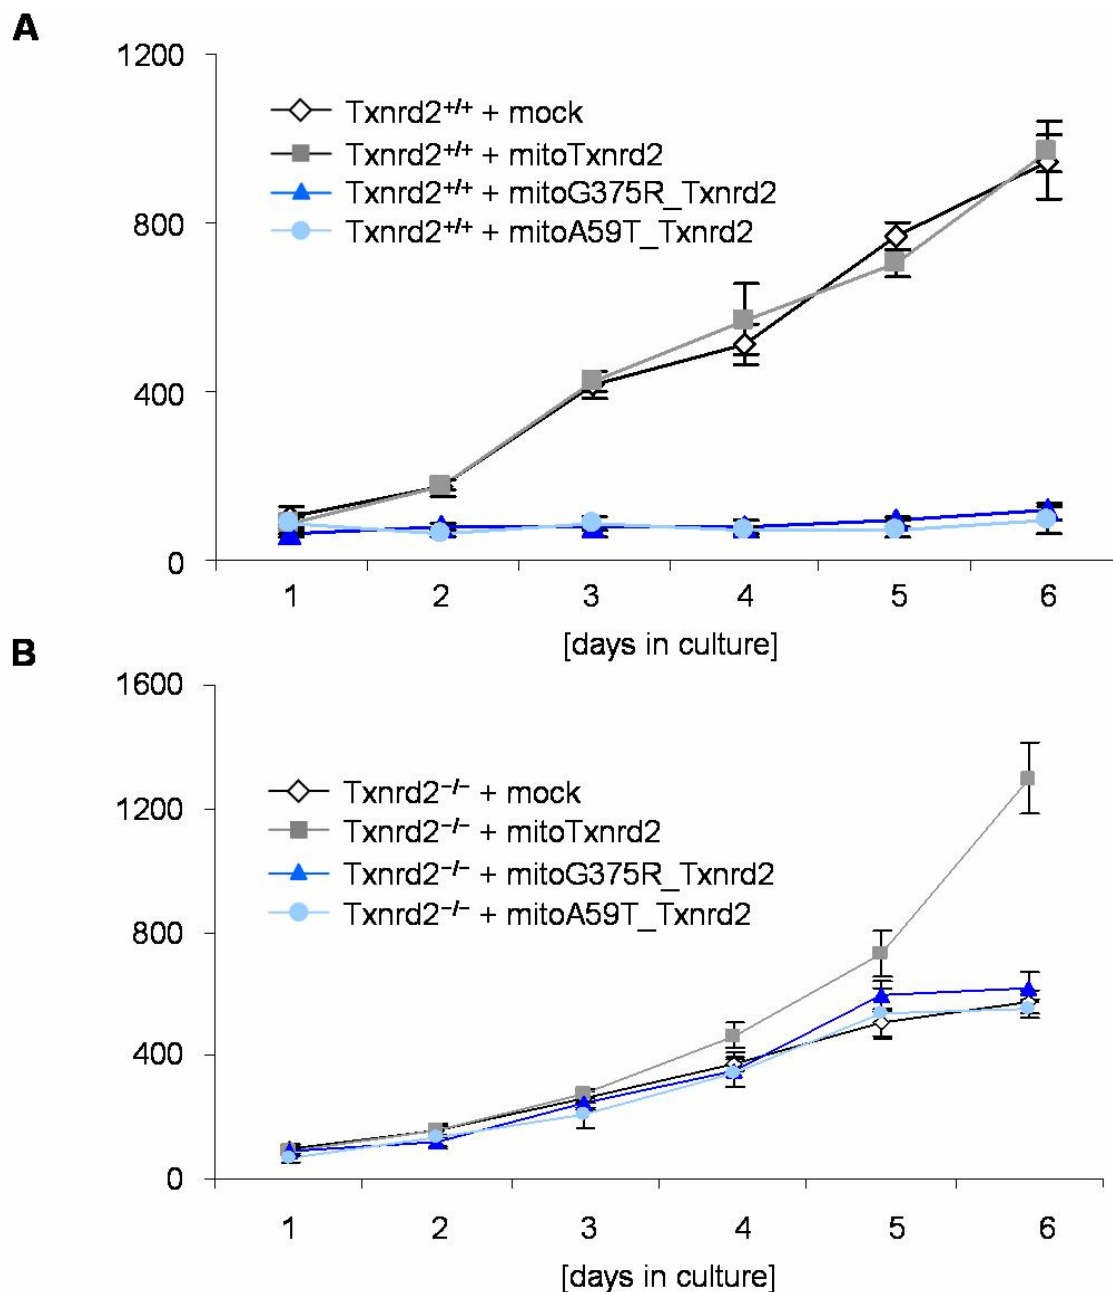 A
1200
Txnrd2+/+ + mock
Txnrd2+/+ + mitoTxnrd2
Txnrd2+/+ + mitoG375R_Txnrd2
Txnrd2+/+ + mitoA59T_Txnrd2
800
400
0
1 2 3 4 5 6
[days in culture]
B
1600
Txnrd2−/− + mock
1200
Txnrd2−/− + mitoTxnrd2
Txnrd2−/− + mitoG375R_Txnrd2
Txnrd2−/− + mitoA59T_Txnrd2
800
400
0
1 2 3 4 5 6
[days in culture]